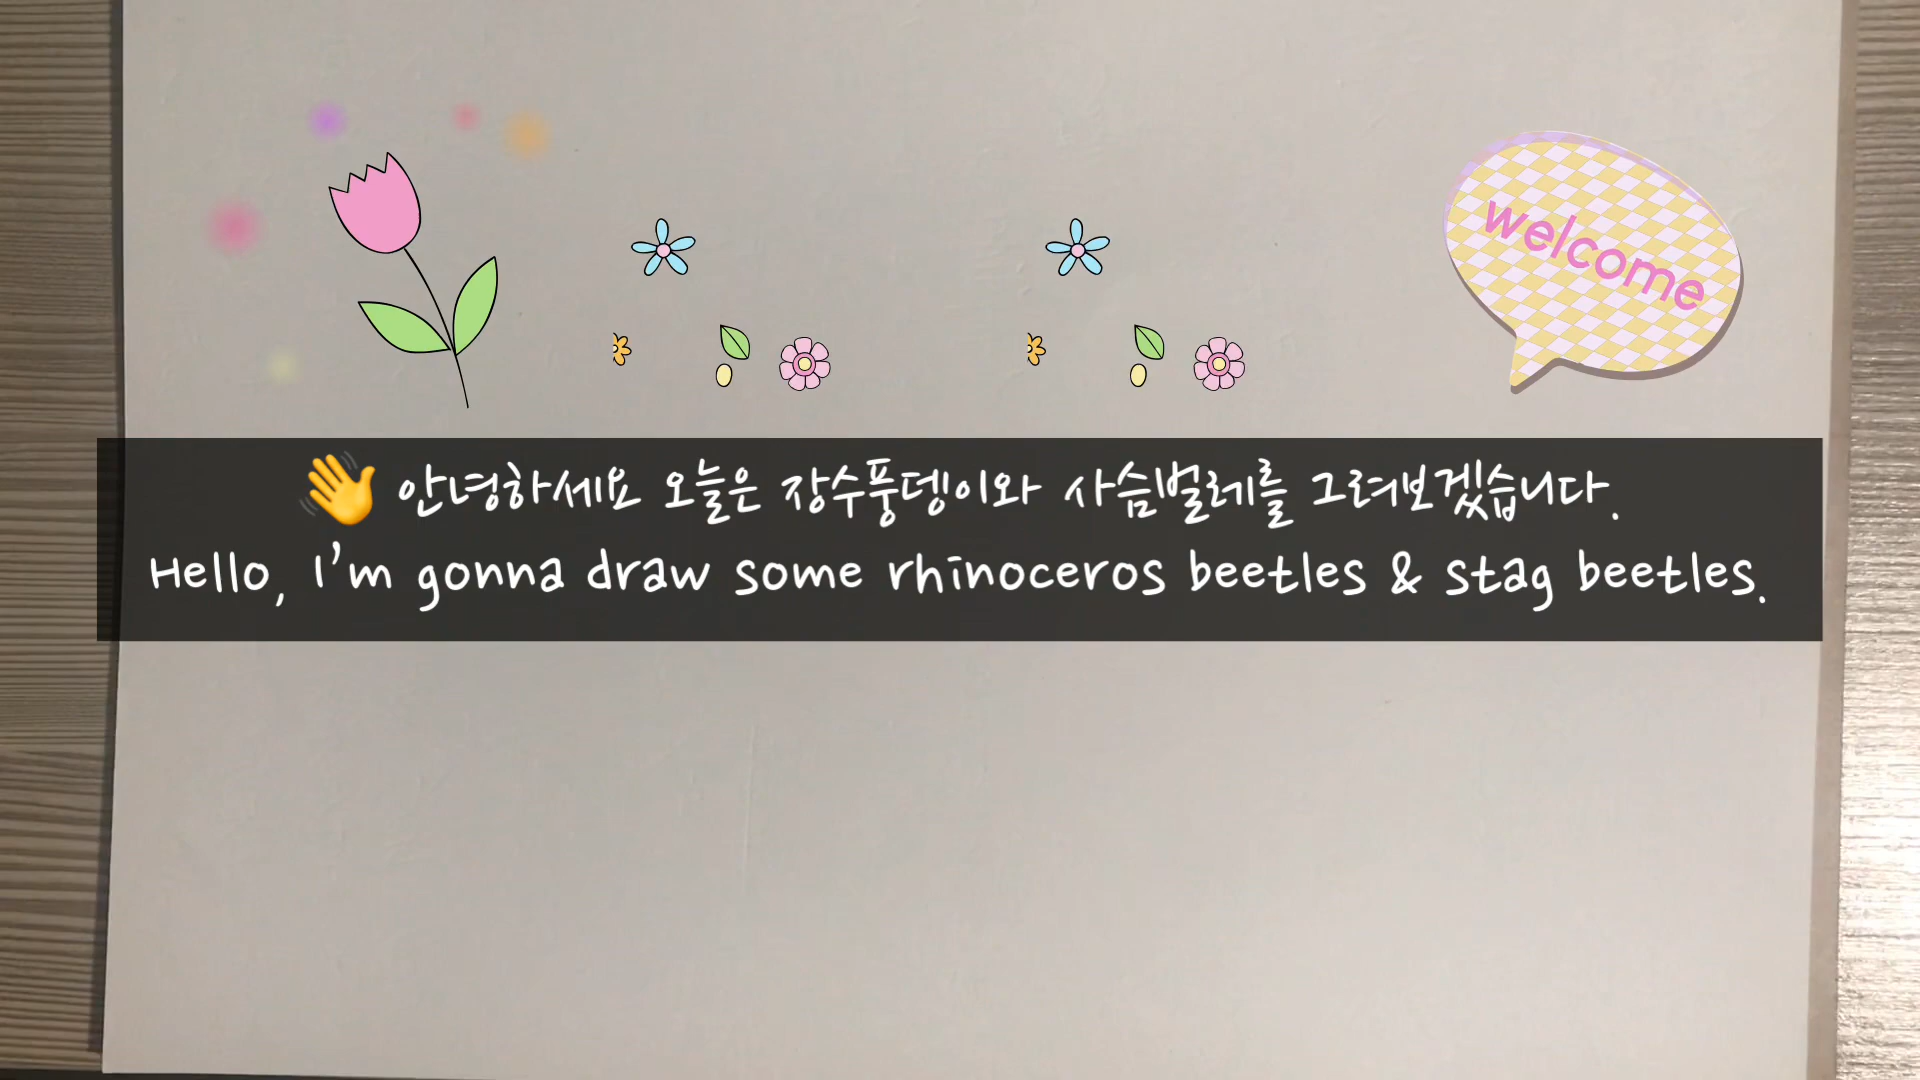 welcome
👋 안녕하세요 오늘은 장수풍뎅이와 사슴벌레를 그려보겠습니다.
Hello, I'm gonna draw some rhinoceros beetles & stag beetles.